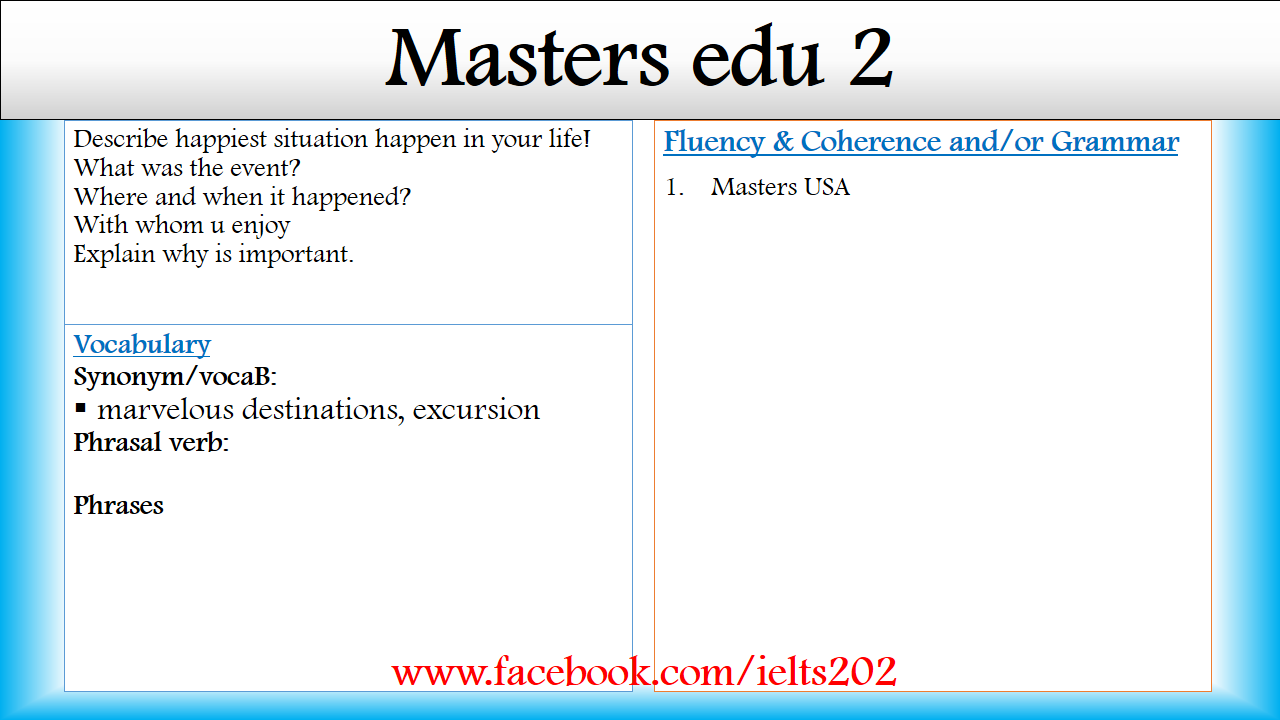 Masters edu 2
Describe happiest situation happen in your life!
What was the event?
Where and when it happened?
With whom u enjoy
Explain why is important.
Vocabulary
Synonym/vocaB:
▪ marvelous destinations, excursion
Phrasal verb:
Phrases
Fluency & Coherence and/or Grammar
1. Masters USA
www.facebook.com/ielts202